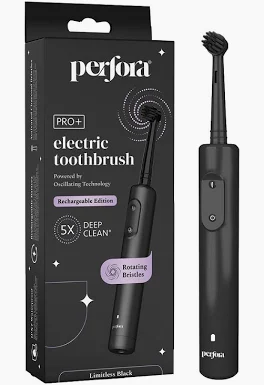 perfora®
PRO+
electric
toothbrush
Powered by
Oscillating Technology
Rechargeable Edition
5X DEEP
CLEAN*
Rotating
Bristles
Limitless Black
perfora